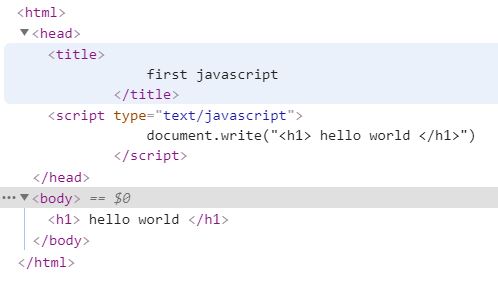 <html>
▼<head>
<title>
first javascript
</title>
<script type="text/javascript">
document.write("<h1> hello world </h1>")
</script>
</head>
···▼<body> == $0
<h1> hello world </h1>
</body>
</html>